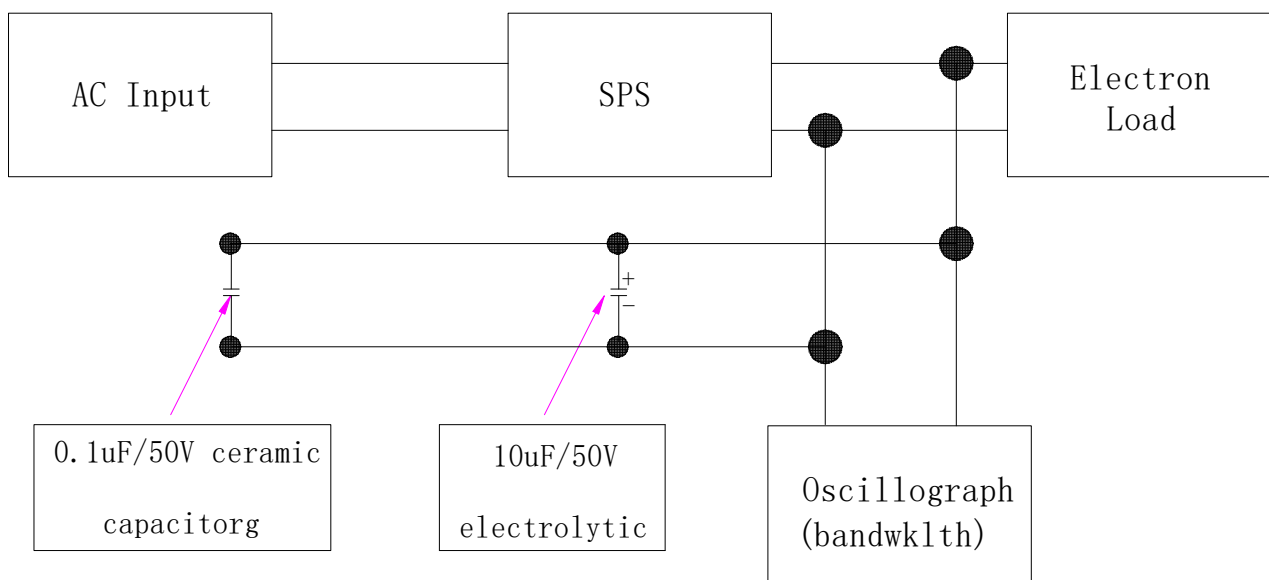 AC Input
SPS
Electron
Load
+
−
0.1uF/50V ceramic
capacitorg
10uF/50V
electrolytic
Oscillograph
(bandwklth)